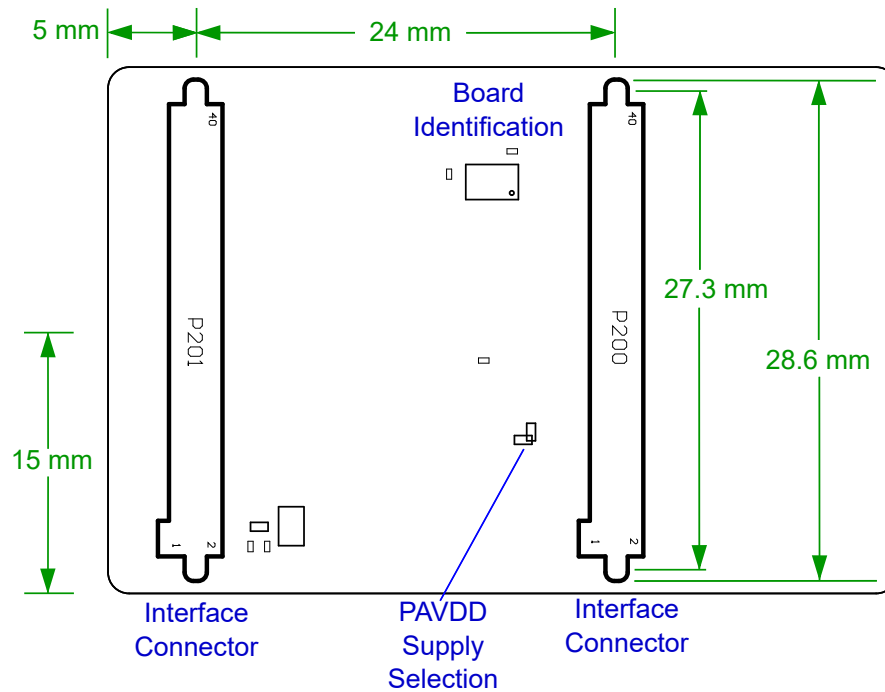 5 mm
24 mm
Board
Identification
40
40
27.3 mm
P201
P200
28.6 mm
15 mm
1
2
1
2
Interface
Connector
PAVDD
Supply
Selection
Interface
Connector